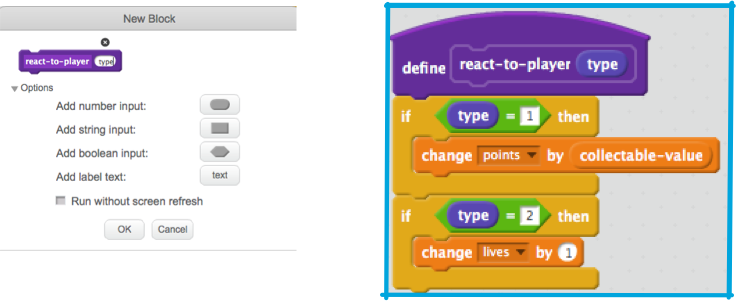 New Block
react-to-player type
Options
Add number input:
Add string input:
Add boolean input:
Add label text: text
Run without screen refresh
OK Cancel
define react-to-player type
if type = 1 then
change points by collectable-value
if type = 2 then
change lives by 1